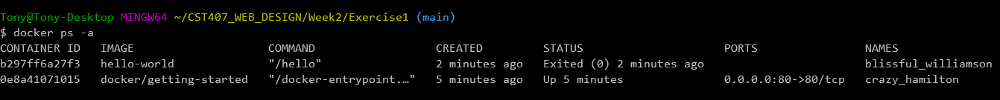 Tony@Tony-Desktop MINGW64 ~/CST407_WEB_DESIGN/Week2/Exercise1 (main)
$ docker ps -a
CONTAINER ID   IMAGE                    COMMAND                  CREATED         STATUS                     PORTS                NAMES
b297ff6a27f3   hello-world              "/hello"                 2 minutes ago   Exited (0) 2 minutes ago                        blissful_williamson
0e8a41071015   docker/getting-started   "/docker-entrypoint.…"   5 minutes ago   Up 5 minutes               0.0.0.0:80->80/tcp   crazy_hamilton